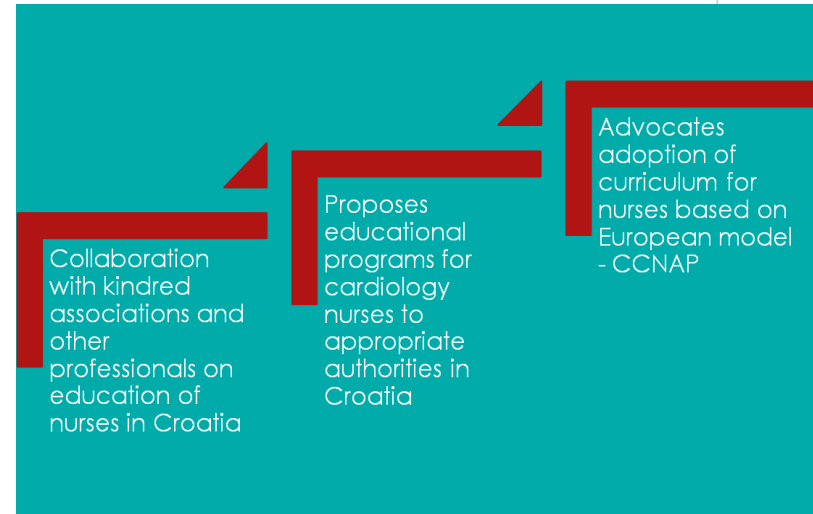 Collaboration
with kindred
associations and
other
professionals on
education of
nurses in Croatia
Proposes
educational
programs for
cardiology
nurses to
appropriate
authorities in
Croatia
Advocates
adoption of
curriculum for
nurses based on
European model
- CCNAP